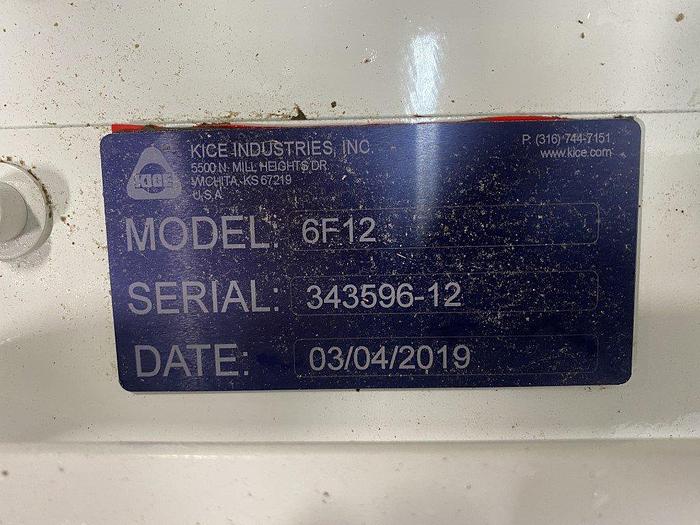 KICE
KICE INDUSTRIES, INC.
5500 N. MILL HEIGHTS DR
WICHITA, KS 67219
U.S.A
P: (316) 744-7151
www.kice.com
MODEL: 6F12
SERIAL: 343596-12
DATE: 03/04/2019